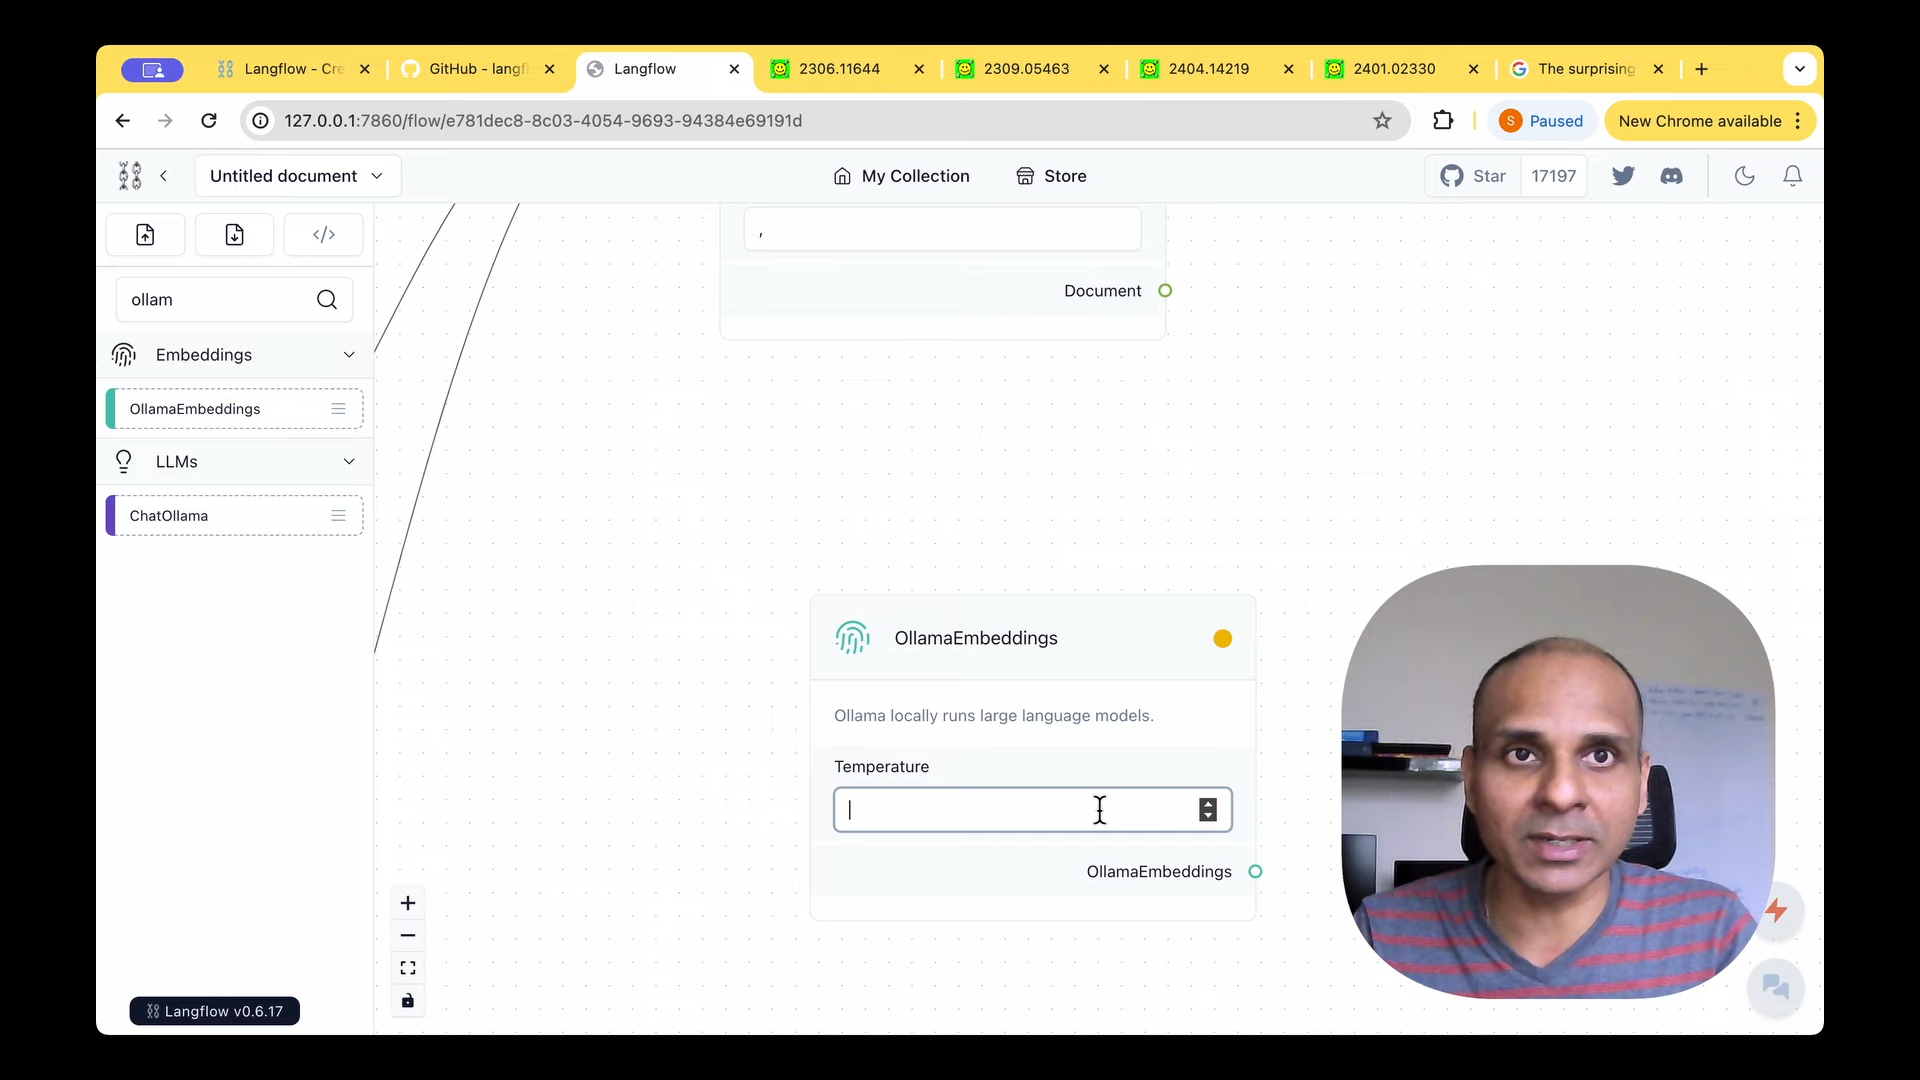 Langflow - Cre
GitHub - langfl
Langflow
2306.11644
2309.05463
2404.14219
2401.02330
The surprising
127.0.0.1:7860/flow/e781dec8-8c03-4054-9693-94384e69191d
S
Paused
New Chrome available
Untitled document
My Collection
Store
Star
17197
</>
ollam
Embeddings
OllamaEmbeddings
LLMs
ChatOllama
,
Document
OllamaEmbeddings
Ollama locally runs large language models.
Temperature
OllamaEmbeddings
Langflow v0.6.17